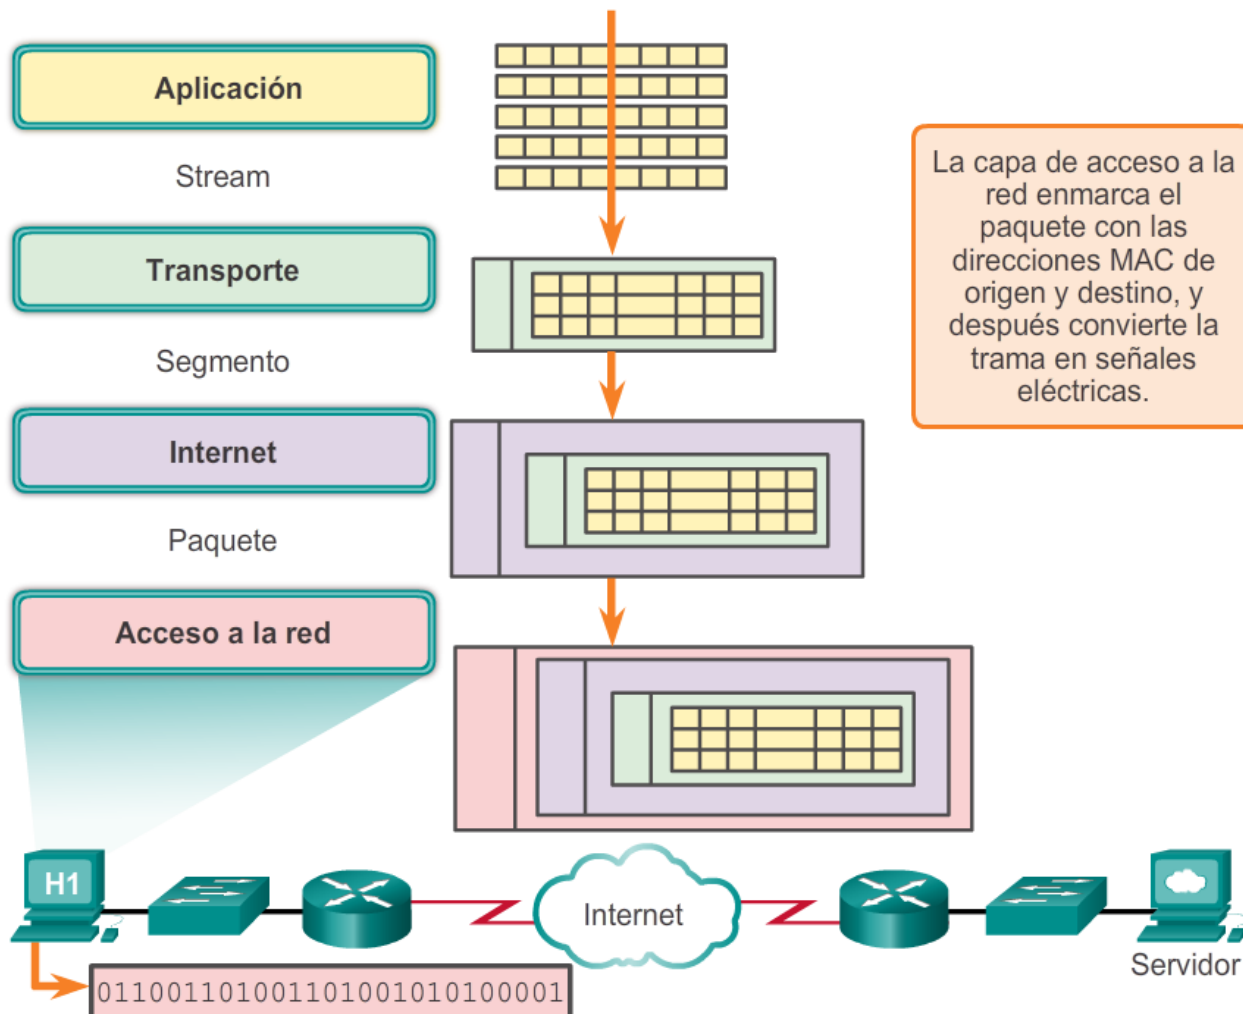 Aplicación
Stream
Transporte
Segmento
Internet
Paquete
Acceso a la red
La capa de acceso a la
red enmarca el
paquete con las
direcciones MAC de
origen y destino, y
después convierte la
trama en señales
eléctricas.
H1
Internet
Servidor
011001101001101001010100001